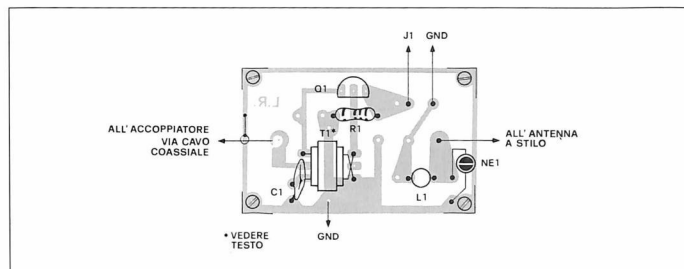 J1 GND
Q1
L.R.
R1
T1*
ALL'ACCOPPIATORE
VIA CAVO
COASSIALE
ALL'ANTENNA
A STILO
NE1
C1
L1
* VEDERE
TESTO
GND